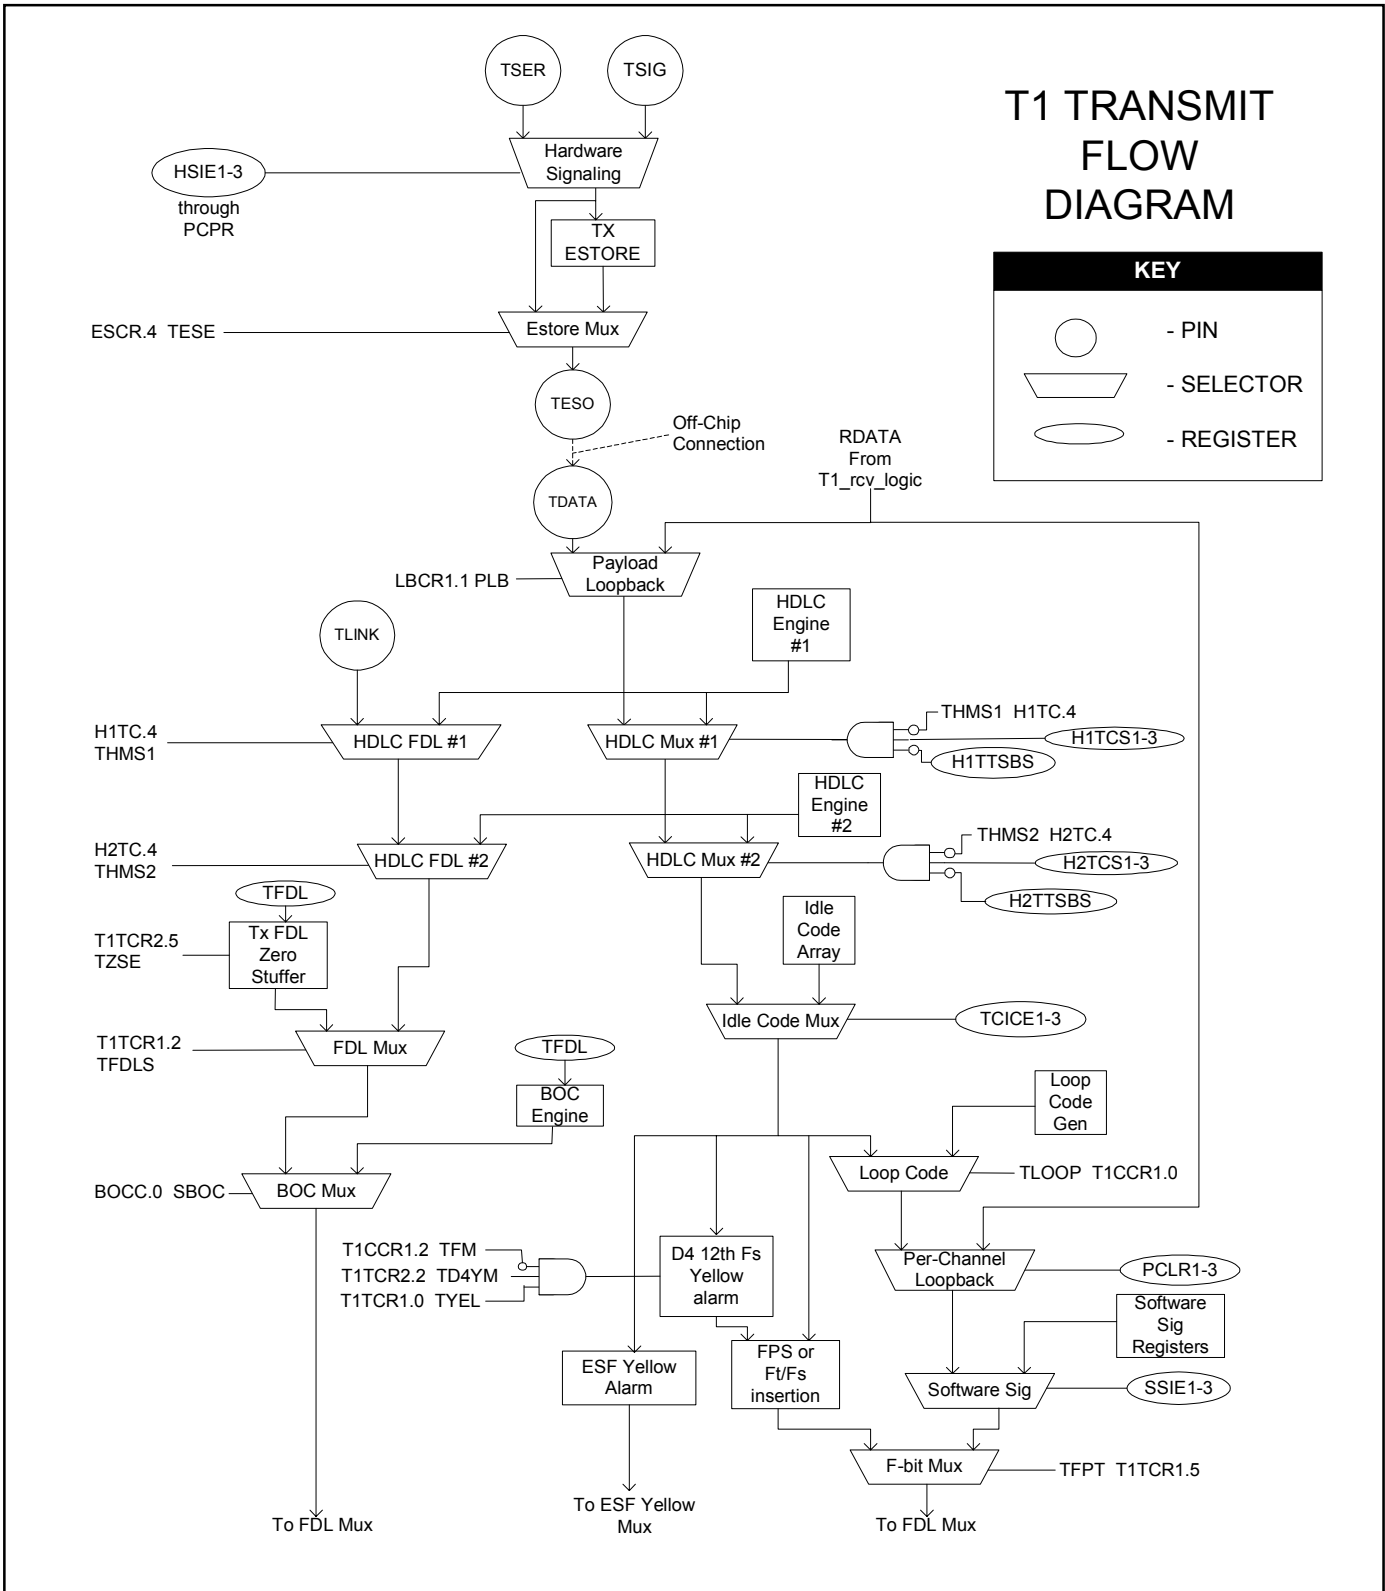 TSER
TSIG
T1 TRANSMIT
FLOW
DIAGRAM
Hardware
Signaling
HSIE1-3
through
PCPR
TX
ESTORE
KEY
- PIN
- SELECTOR
- REGISTER
ESCR.4 TESE
Estore Mux
TESO
Off-Chip
Connection
RDATA
From
T1_rcv_logic
TDATA
LBCR1.1 PLB
Payload
Loopback
HDLC
Engine
#1
TLINK
H1TC.4
THMS1
HDLC FDL #1
HDLC Mux #1
THMS1 H1TC.4
H1TCS1-3
H1TTSBS
HDLC
Engine
#2
H2TC.4
THMS2
HDLC FDL #2
HDLC Mux #2
THMS2 H2TC.4
H2TCS1-3
H2TTSBS
TFDL
T1TCR2.5
TZSE
Tx FDL
Zero
Stuffer
Idle
Code
Array
Idle Code Mux
TCICE1-3
T1TCR1.2
TFDLS
FDL Mux
TFDL
BOC
Engine
Loop
Code
Gen
BOCC.0 SBOC
BOC Mux
Loop Code
TLOOP T1CCR1.0
T1CCR1.2 TFM
T1TCR2.2 TD4YM
T1TCR1.0 TYEL
D4 12th Fs
Yellow
alarm
Per-Channel
Loopback
PCLR1-3
Software
Sig
Registers
ESF Yellow
Alarm
FPS or
Ft/Fs
insertion
Software Sig
SSIE1-3
F-bit Mux
TFPT T1TCR1.5
To FDL Mux
To ESF Yellow
Mux
To FDL Mux